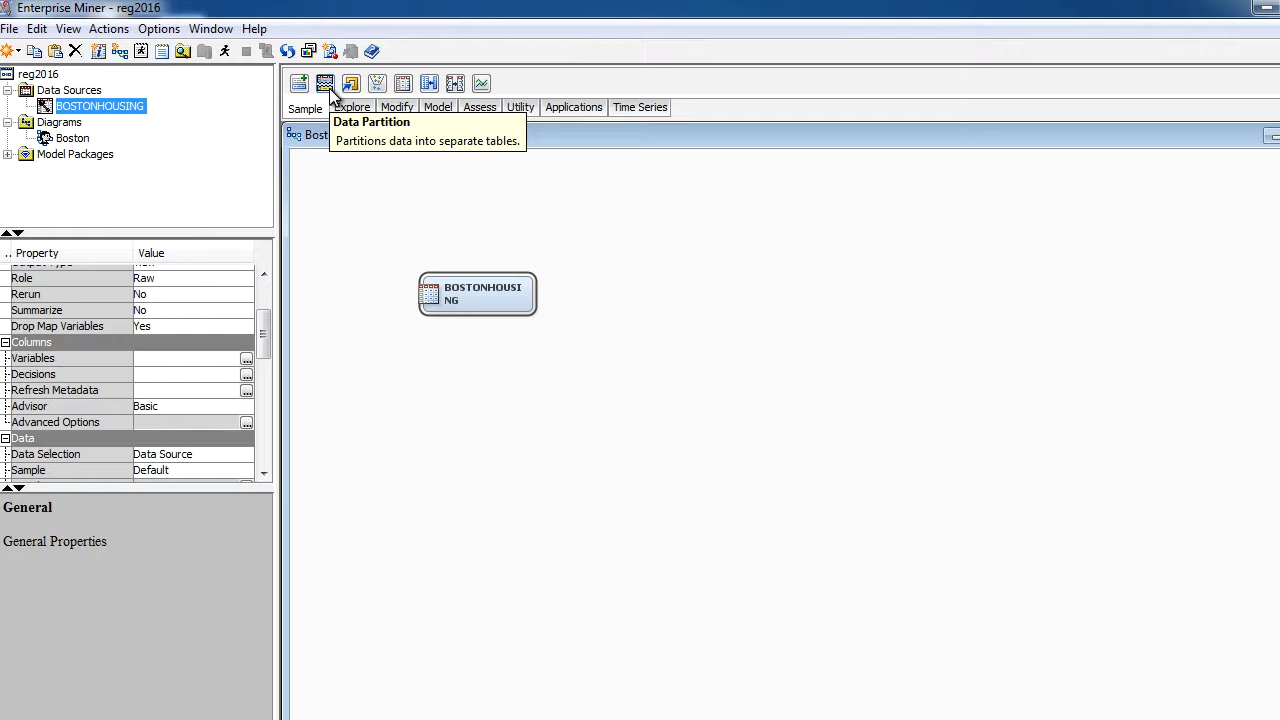 Enterprise Miner - reg2016
File Edit View Actions Options Window Help
reg2016
Data Sources
BOSTONHOUSING
Diagrams
Boston
Model Packages
Sample Explore Modify Model Assess Utility Applications Time Series
Data Partition
Partitions data into separate tables.
Bost
BOSTONHOUSI
NG
.. Property Value
Role Raw
Rerun No
Summarize No
Drop Map Variables Yes
Columns
Variables ...
Decisions ...
Refresh Metadata ...
Advisor Basic
Advanced Options ...
Data
Data Selection Data Source
Sample Default
General
General Properties